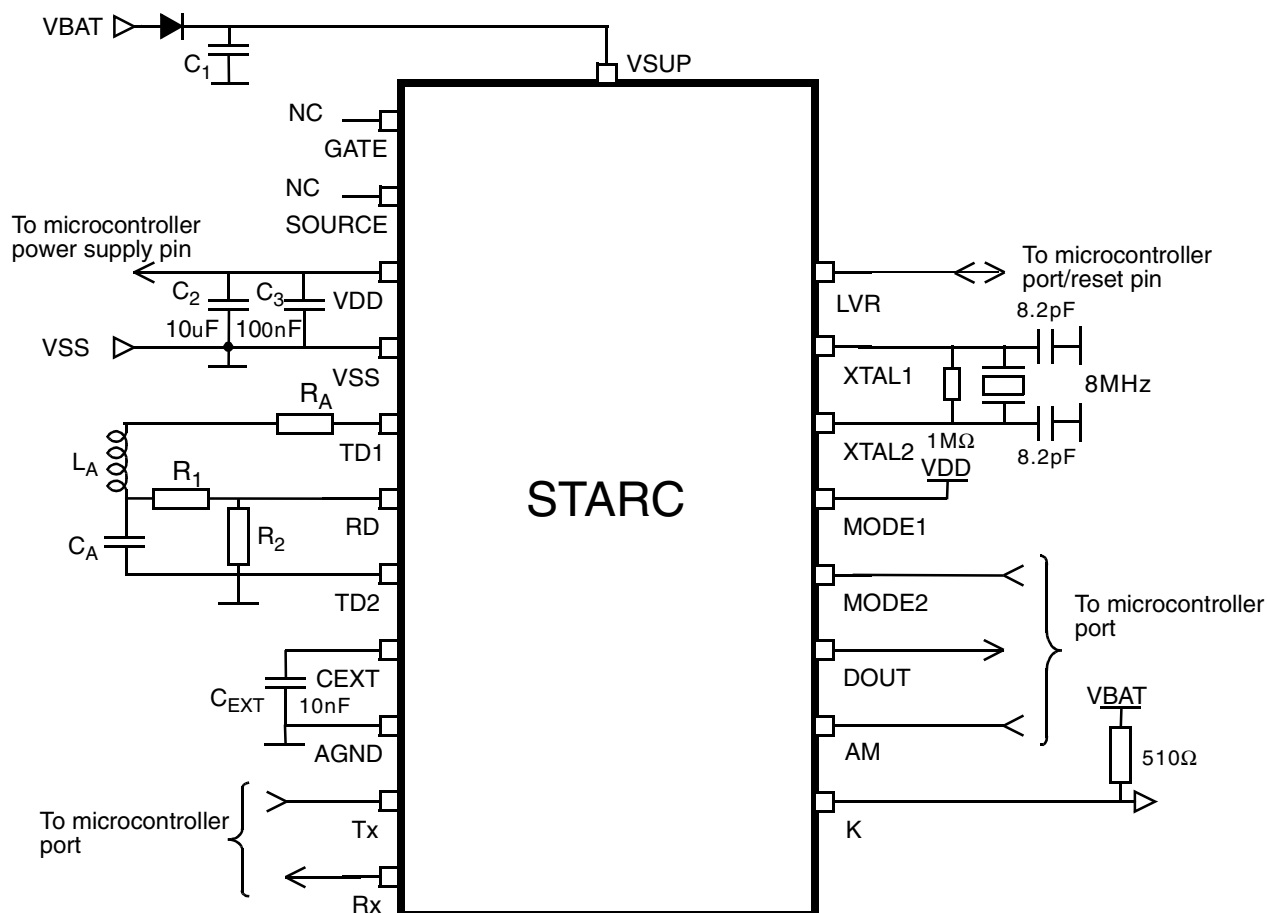 VBAT
C1
VSUP
NC
GATE
NC
SOURCE
To microcontroller
power supply pin
C2
C3
VDD
10uF
100nF
VSS
VSS
RA
TD1
LA
R1
RD
R2
CA
TD2
CEXT
CEXT
10nF
AGND
To microcontroller
port
Tx
Rx
STARC
To microcontroller
port/reset pin
LVR
8.2pF
XTAL1
8MHz
XTAL2
1MΩ
8.2pF
VDD
MODE1
MODE2
To microcontroller
port
DOUT
VBAT
AM
510Ω
K